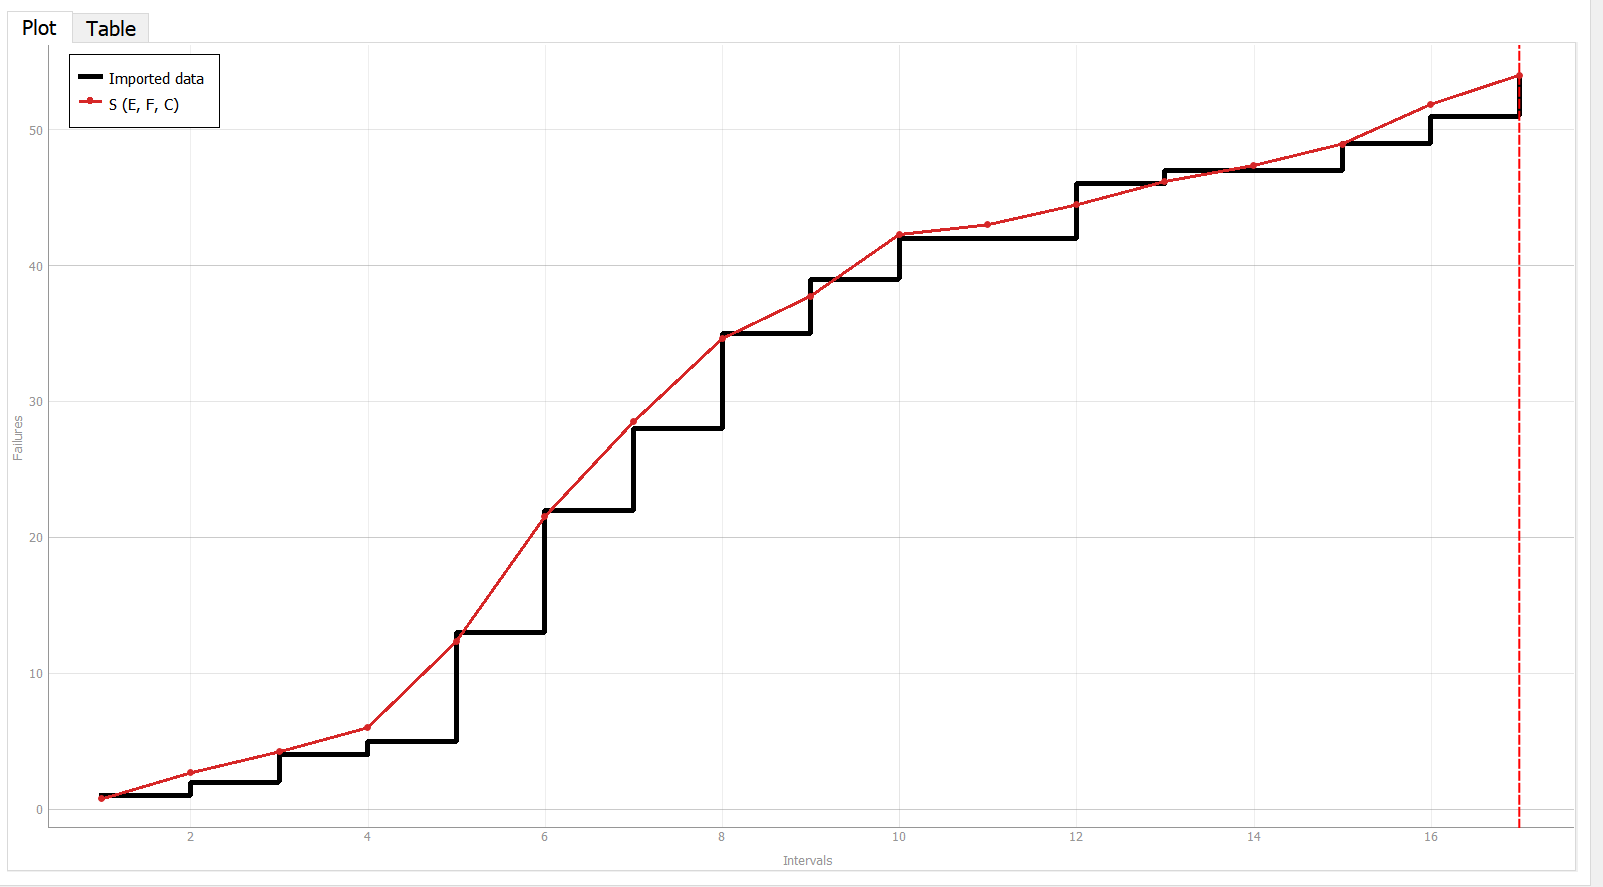 Plot Table
Imported data
S (E, F, C)
50
40
30
20
10
0
Failures
2 4 6 8 10 12 14 16
Intervals